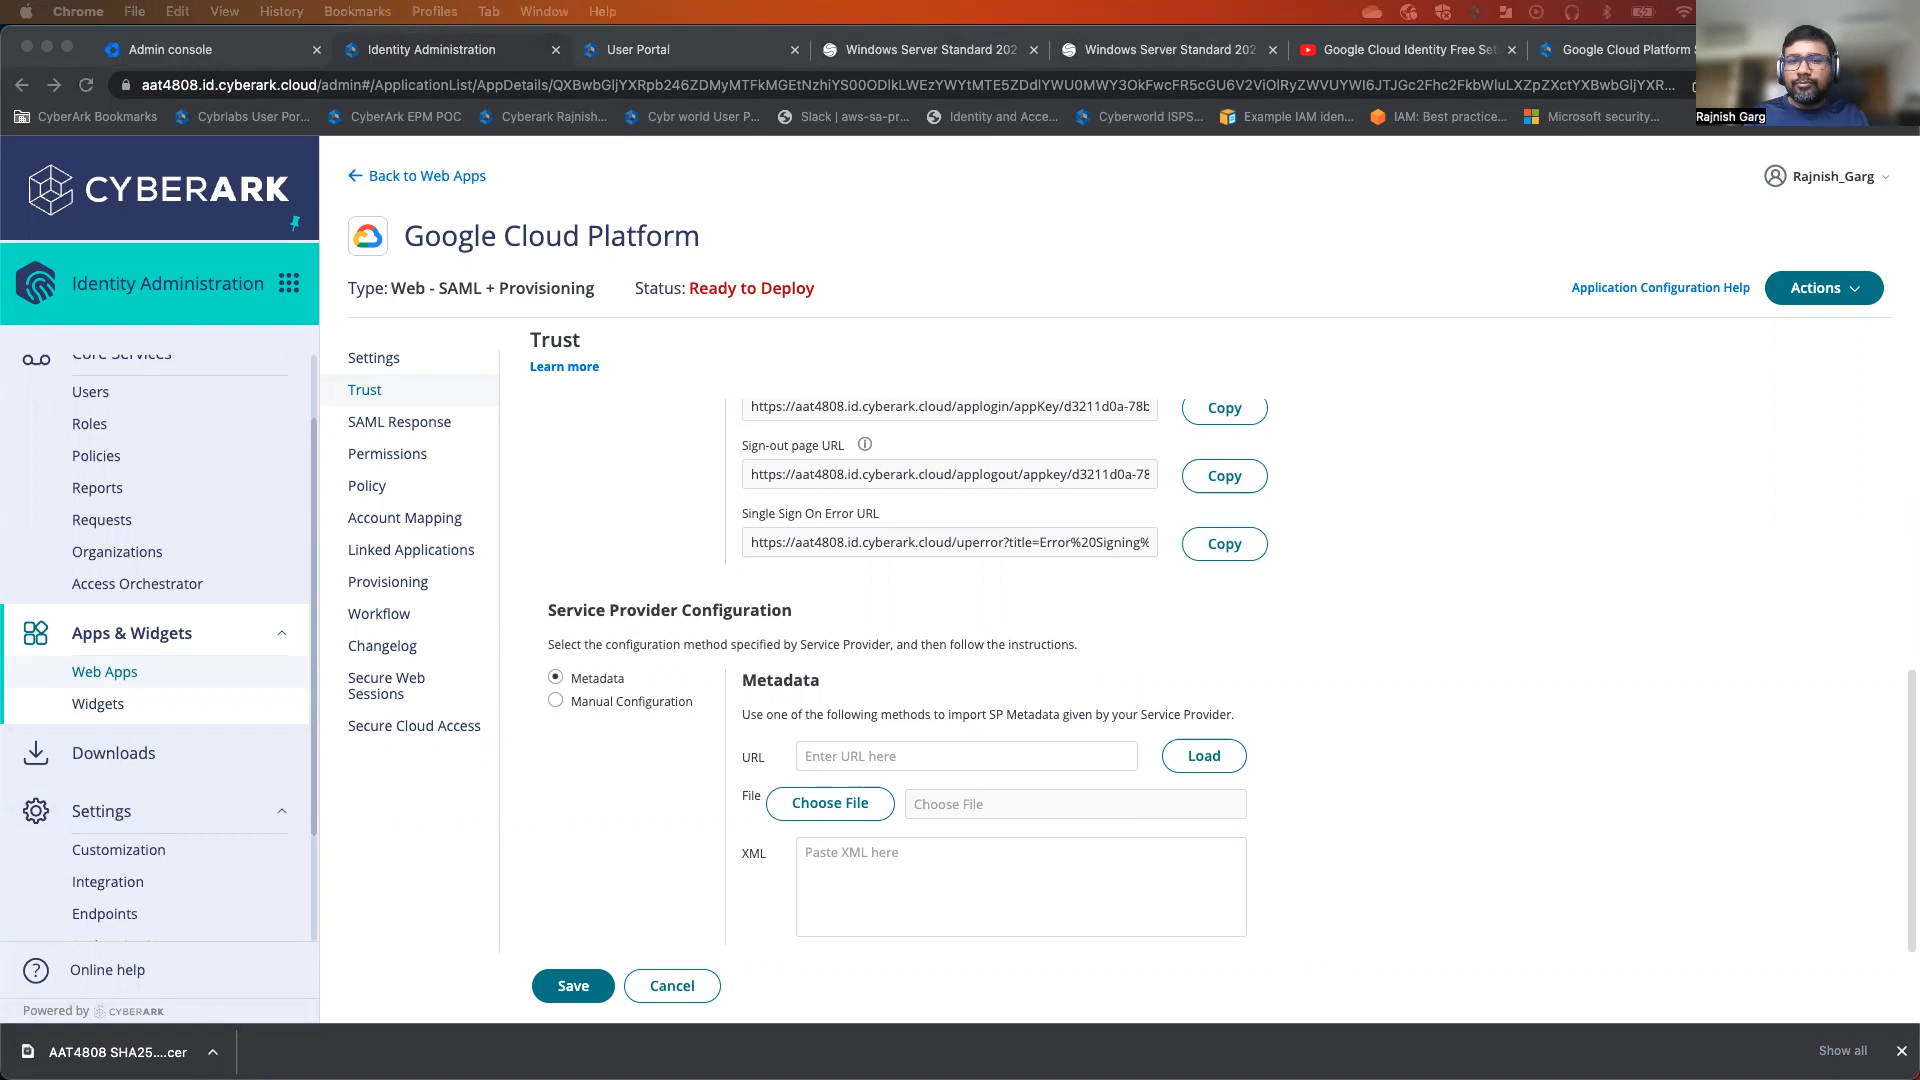 Chrome File Edit View History Bookmarks Profiles Tab Window Help
Admin console
Identity Administration
User Portal
Windows Server Standard 202
Windows Server Standard 202
Google Cloud Identity Free Set
Google Cloud Platform S
aat4808.id.cyberark.cloud/admin#/ApplicationList/AppDetails/
CyberArk Bookmarks
Cybrlabs User Por...
CyberArk EPM POC
Cyberark Rajnish...
Cybr world User P...
Slack | aws-sa-pr...
Identity and Acce...
Cyberworld ISPS...
Example IAM iden...
IAM: Best practice...
Microsoft security...
Rajnish Garg
CYBERARK
Identity Administration
Core Services
Users
Roles
Policies
Reports
Requests
Organizations
Access Orchestrator
Apps & Widgets
Web Apps
Widgets
Downloads
Settings
Customization
Integration
Endpoints
Online help
Powered by CYBERARK
Back to Web Apps
Rajnish_Garg
Google Cloud Platform
Type: Web - SAML + Provisioning
Status: Ready to Deploy
Application Configuration Help
Actions
Settings
Trust
SAML Response
Permissions
Policy
Account Mapping
Linked Applications
Provisioning
Workflow
Changelog
Secure Web
Sessions
Secure Cloud Access
Trust
Learn more
https://aat4808.id.cyberark.cloud/applogin/appKey/d3211d0a-78b
Copy
Sign-out page URL
https://aat4808.id.cyberark.cloud/applogout/appkey/d3211d0a-78
Copy
Single Sign On Error URL
https://aat4808.id.cyberark.cloud/uperror?title=Error%20Signing%
Copy
Service Provider Configuration
Select the configuration method specified by Service Provider, and then follow the instructions.
Metadata
Manual Configuration
Metadata
Use one of the following methods to import SP Metadata given by your Service Provider.
URL
Enter URL here
Load
File
Choose File
Choose File
XML
Paste XML here
Save
Cancel
AAT4808 SHA25....cer
Show all